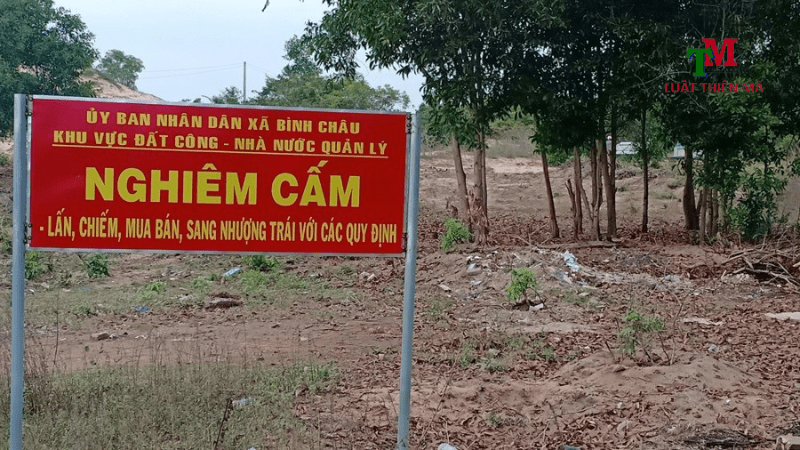 ỦY BAN NHÂN DÂN XÃ BÌNH CHÂU
KHU VỰC ĐẤT CÔNG - NHÀ NƯỚC QUẢN LÝ
NGHIÊM CẤM
- LẤN, CHIẾM, MUA BÁN, SANG NHƯỢNG TRÁI VỚI CÁC QUY ĐỊNH
TM
LUẬT THIÊN MÃ